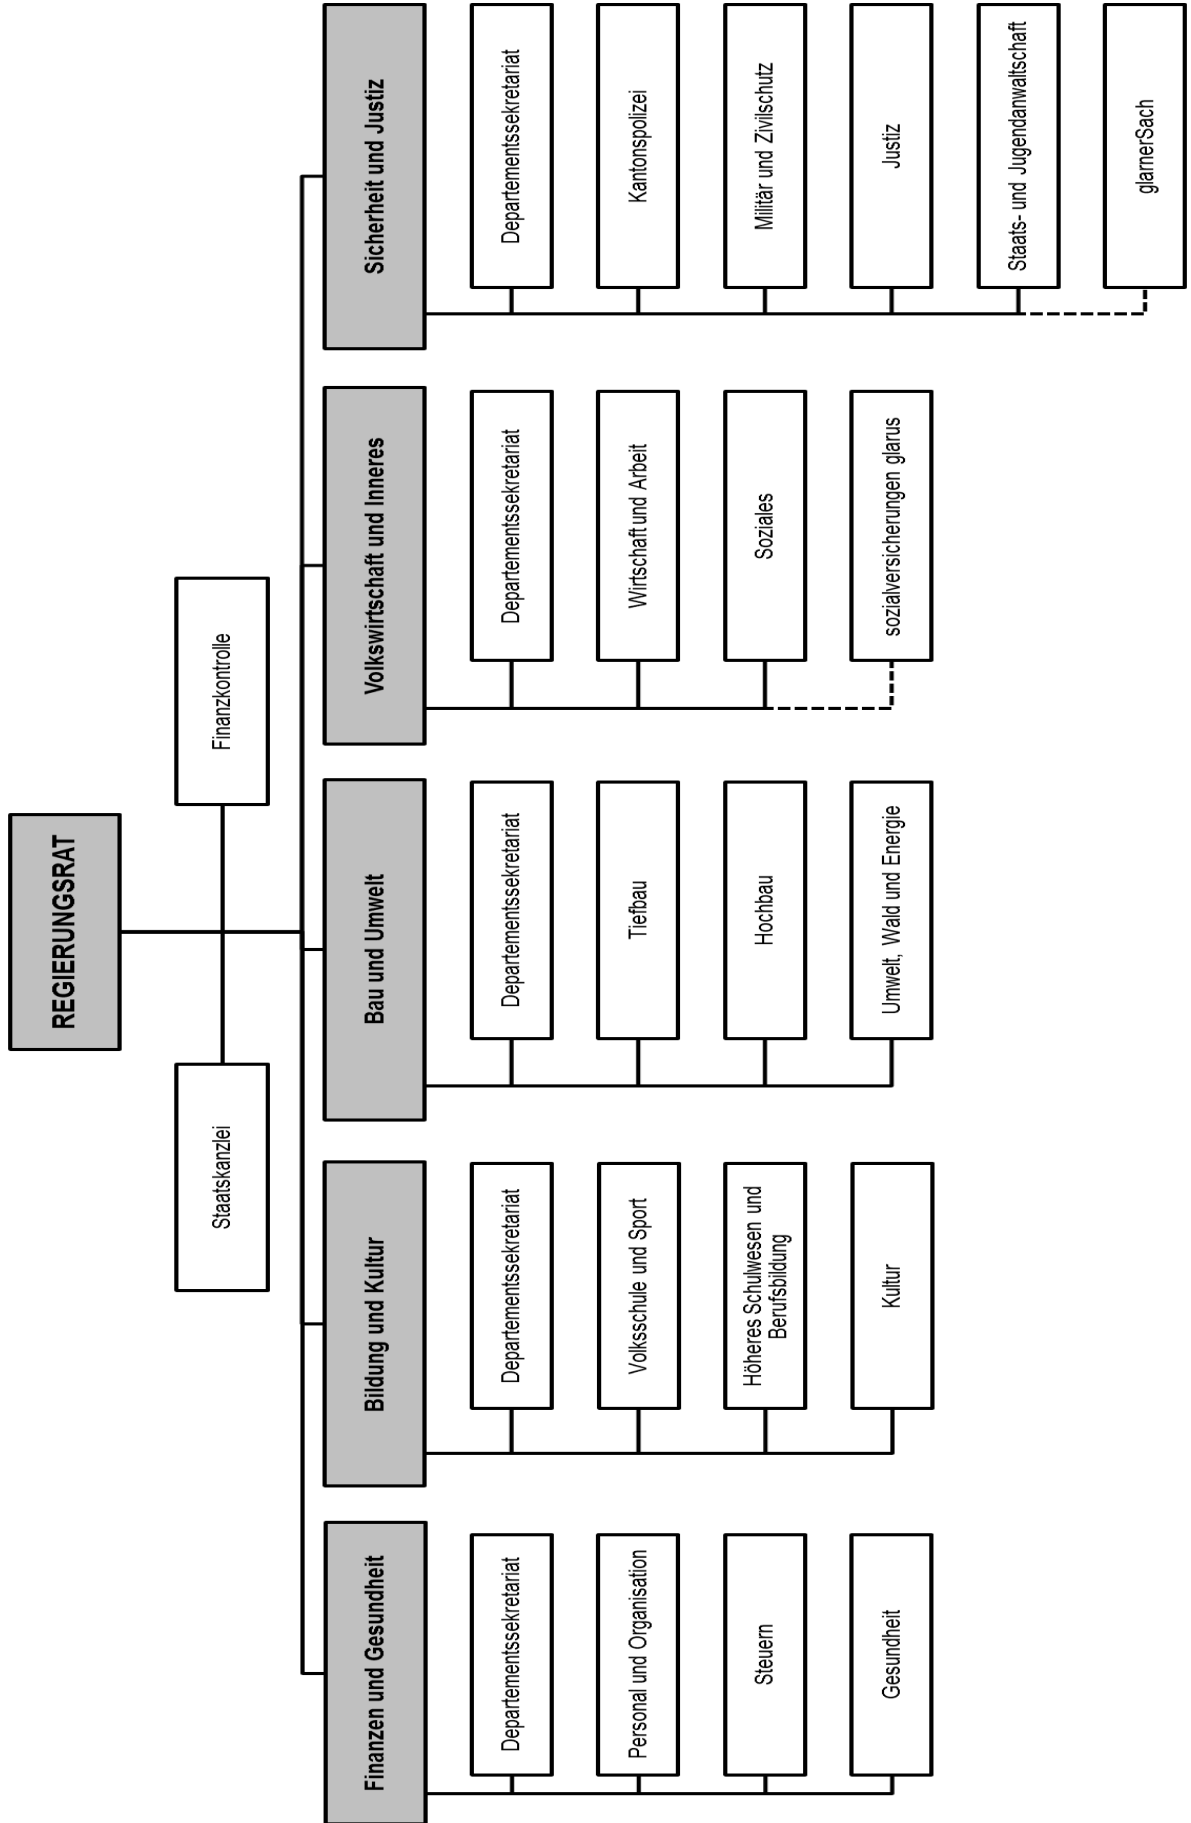 REGIERUNGSRAT
Staatskanzlei
Finanzkontrolle
Finanzen und Gesundheit
Departementssekretariat
Personal und Organisation
Steuern
Gesundheit
Bildung und Kultur
Departementssekretariat
Volksschule und Sport
Höheres Schulwesen und
Berufsbildung
Kultur
Bau und Umwelt
Departementssekretariat
Tiefbau
Hochbau
Umwelt, Wald und Energie
Volkswirtschaft und Inneres
Departementssekretariat
Wirtschaft und Arbeit
Soziales
sozialversicherungen glarus
Sicherheit und Justiz
Departementssekretariat
Kantonspolizei
Militär und Zivilschutz
Justiz
Staats- und Jugendanwaltschaft
glarnerSach